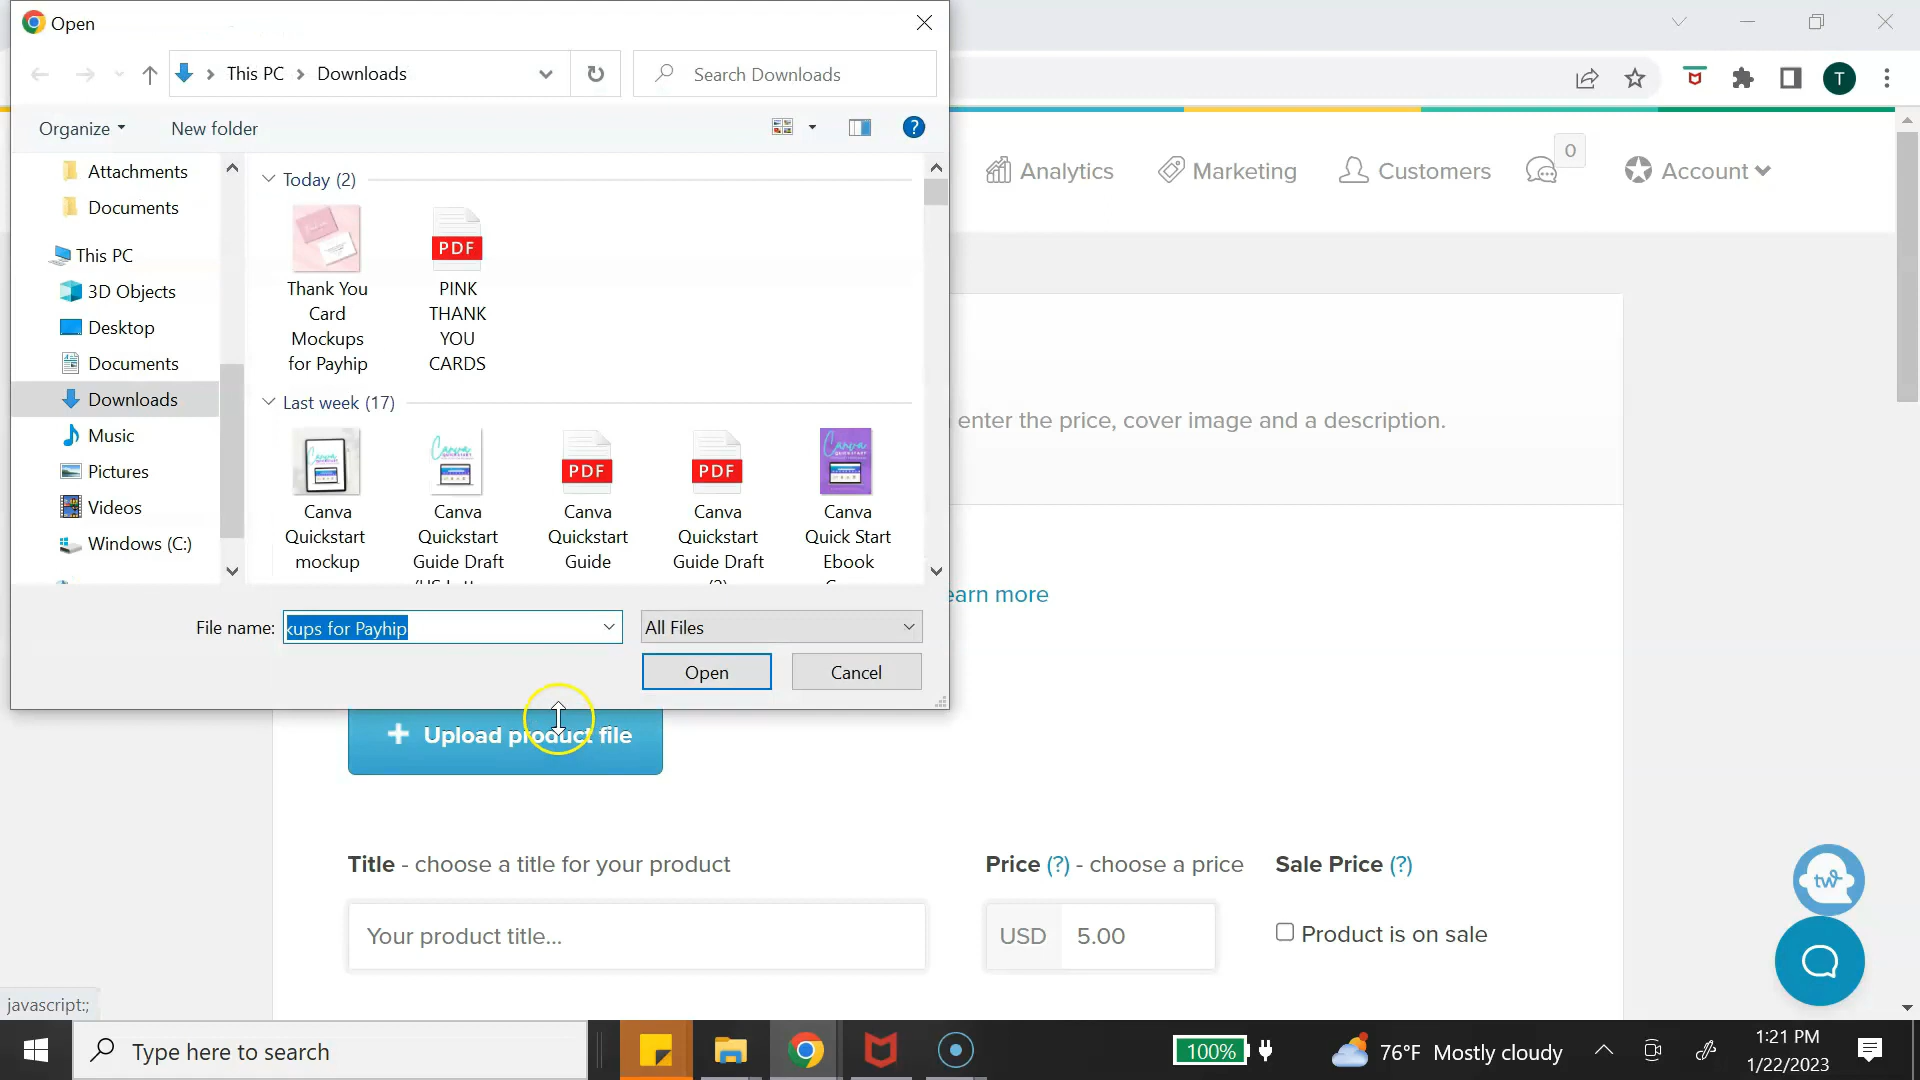 Open
This PC > Downloads
Search Downloads
T
Organize
New folder
?
Attachments
Documents
This PC
3D Objects
Desktop
Documents
Downloads
Music
Pictures
Videos
Windows (C:)
Today (2)
Thank You
Card
Mockups
for Payhip
PDF
PINK
THANK
YOU
CARDS
Last week (17)
Canva
Quickstart
mockup
Canva
Quickstart
Guide Draft
PDF
Canva
Quickstart
Guide
PDF
Canva
Quickstart
Guide Draft
Canva
Quick Start
Ebook
File name:
kups for Payhip
All Files
Open
Cancel
Analytics
Marketing
Customers
0
Account
enter the price, cover image and a description.
earn more
+ Upload product file
Title - choose a title for your product
Price (?) - choose a price
Sale Price (?)
Your product title...
USD
5.00
Product is on sale
tw
javascript:;
Type here to search
100%
76°F Mostly cloudy
1:21 PM
1/22/2023